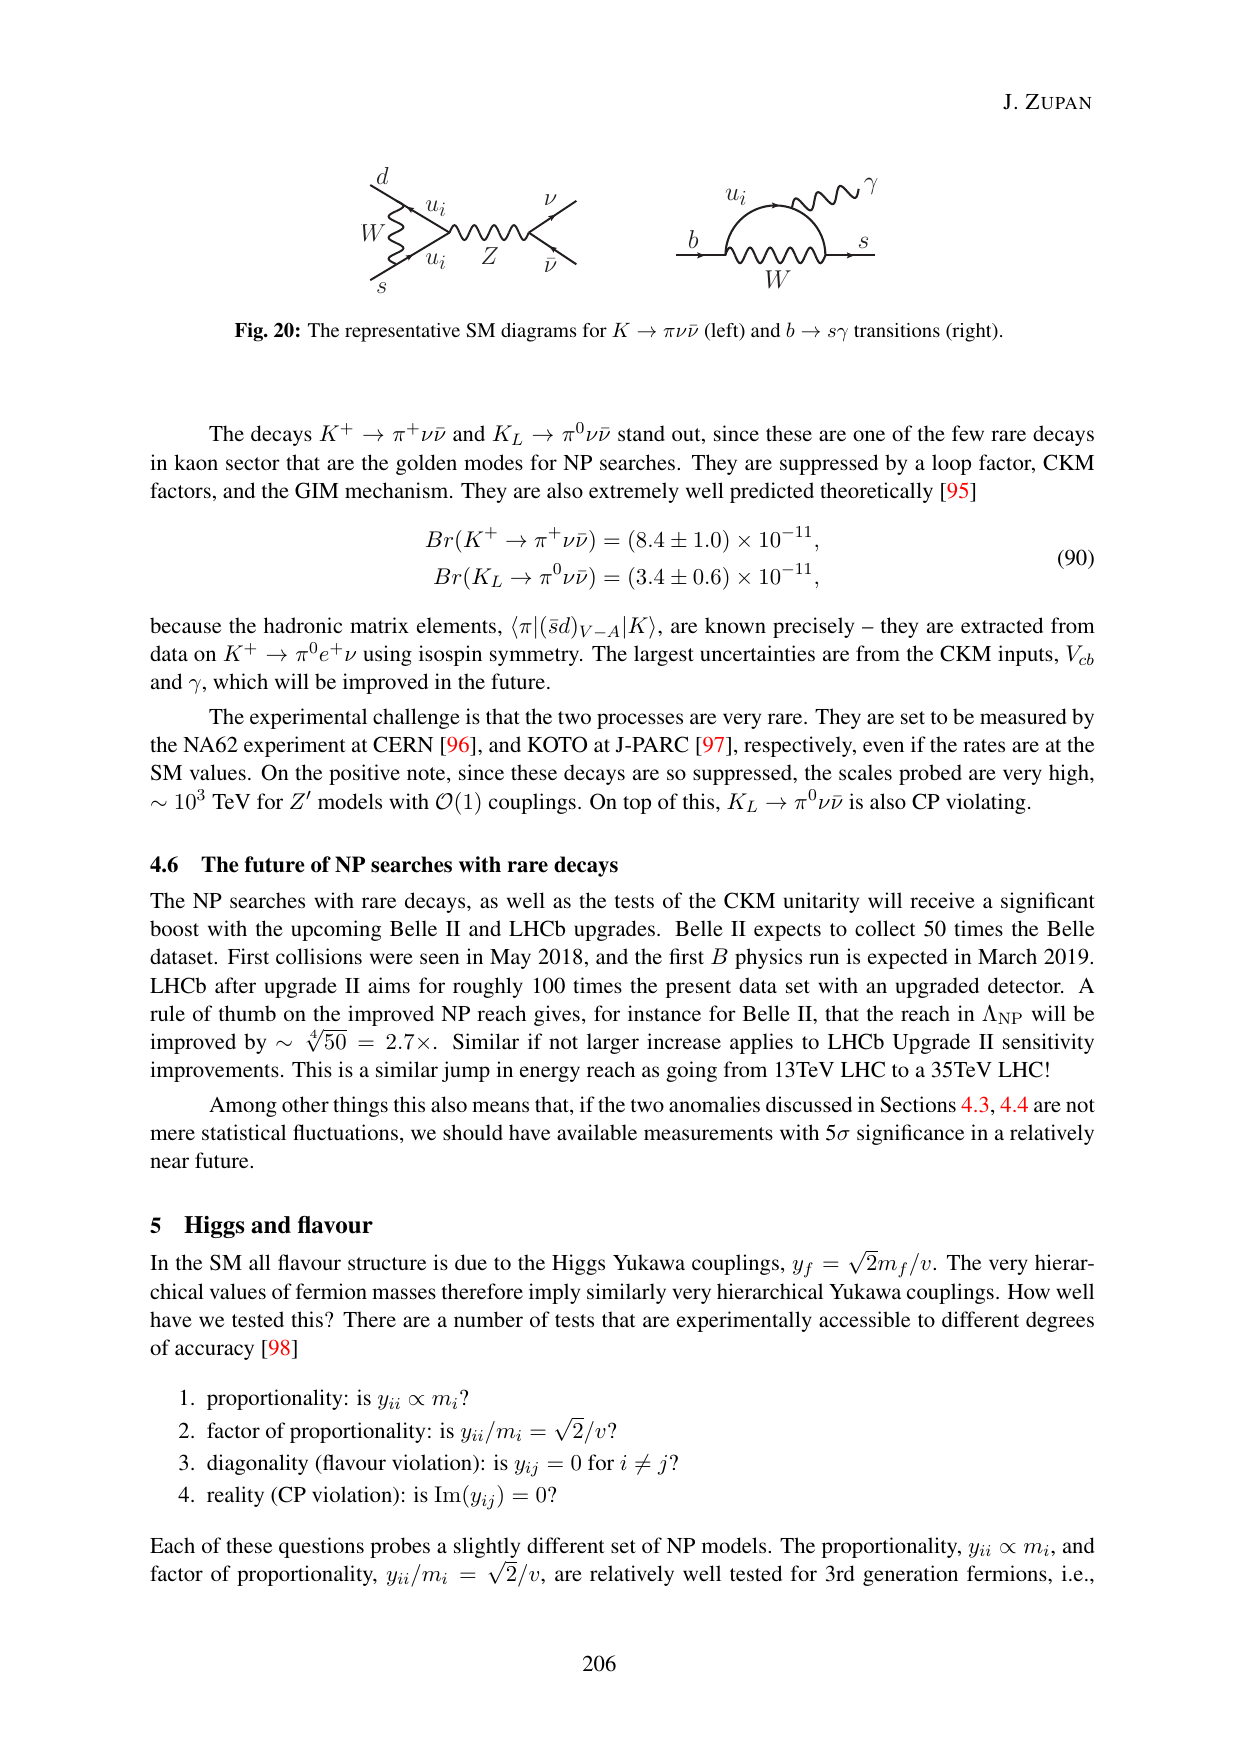 J. ZUPAN
d
u_i
ν
W
Z
u_i
ν̄
s
u_i
γ
b
s
W
Fig. 20: The representative SM diagrams for K → πνν̄ (left) and b → sγ transitions (right).
The decays K⁺ → π⁺νν̄ and K_L → π⁰νν̄ stand out, since these are one of the few rare decays
in kaon sector that are the golden modes for NP searches. They are suppressed by a loop factor, CKM
factors, and the GIM mechanism. They are also extremely well predicted theoretically [95]
Br(K⁺ → π⁺νν̄) = (8.4 ± 1.0) × 10⁻¹¹,
(90)
Br(K_L → π⁰νν̄) = (3.4 ± 0.6) × 10⁻¹¹,
because the hadronic matrix elements, ⟨π|(s̄d)_{V−A}|K⟩, are known precisely – they are extracted from
data on K⁺ → π⁰e⁺ν using isospin symmetry. The largest uncertainties are from the CKM inputs, V_{cb}
and γ, which will be improved in the future.
The experimental challenge is that the two processes are very rare. They are set to be measured by
the NA62 experiment at CERN [96], and KOTO at J-PARC [97], respectively, even if the rates are at the
SM values. On the positive note, since these decays are so suppressed, the scales probed are very high,
∼ 10³ TeV for Z′ models with O(1) couplings. On top of this, K_L → π⁰νν̄ is also CP violating.
4.6 The future of NP searches with rare decays
The NP searches with rare decays, as well as the tests of the CKM unitarity will receive a significant
boost with the upcoming Belle II and LHCb upgrades. Belle II expects to collect 50 times the Belle
dataset. First collisions were seen in May 2018, and the first B physics run is expected in March 2019.
LHCb after upgrade II aims for roughly 100 times the present data set with an upgraded detector. A
rule of thumb on the improved NP reach gives, for instance for Belle II, that the reach in Λ_NP will be
improved by ∼ ∜50 = 2.7×. Similar if not larger increase applies to LHCb Upgrade II sensitivity
improvements. This is a similar jump in energy reach as going from 13TeV LHC to a 35TeV LHC!
Among other things this also means that, if the two anomalies discussed in Sections 4.3, 4.4 are not
mere statistical fluctuations, we should have available measurements with 5σ significance in a relatively
near future.
5 Higgs and flavour
In the SM all flavour structure is due to the Higgs Yukawa couplings, y_f = √2m_f/v. The very hierar-
chical values of fermion masses therefore imply similarly very hierarchical Yukawa couplings. How well
have we tested this? There are a number of tests that are experimentally accessible to different degrees
of accuracy [98]
1. proportionality: is y_{ii} ∝ m_i?
2. factor of proportionality: is y_{ii}/m_i = √2/v?
3. diagonality (flavour violation): is y_{ij} = 0 for i ≠ j?
4. reality (CP violation): is Im(y_{ij}) = 0?
Each of these questions probes a slightly different set of NP models. The proportionality, y_{ii} ∝ m_i, and
factor of proportionality, y_{ii}/m_i = √2/v, are relatively well tested for 3rd generation fermions, i.e.,
206